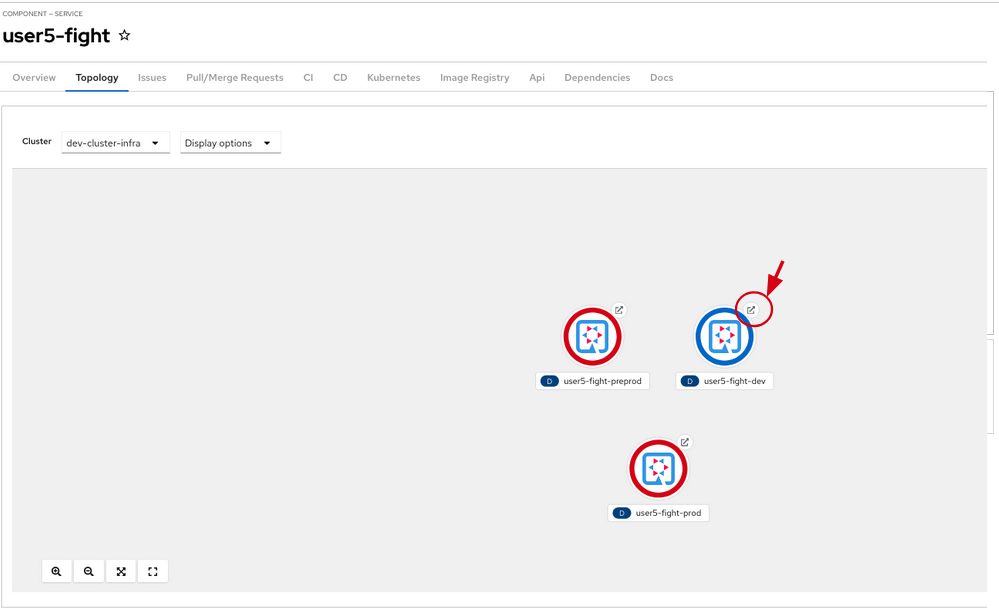 COMPONENT — SERVICE
user5-fight
Overview Topology Issues Pull/Merge Requests CI CD Kubernetes Image Registry Api Dependencies Docs
Cluster dev-cluster-infra Display options
D user5-fight-preprod D user5-fight-dev
D user5-fight-prod